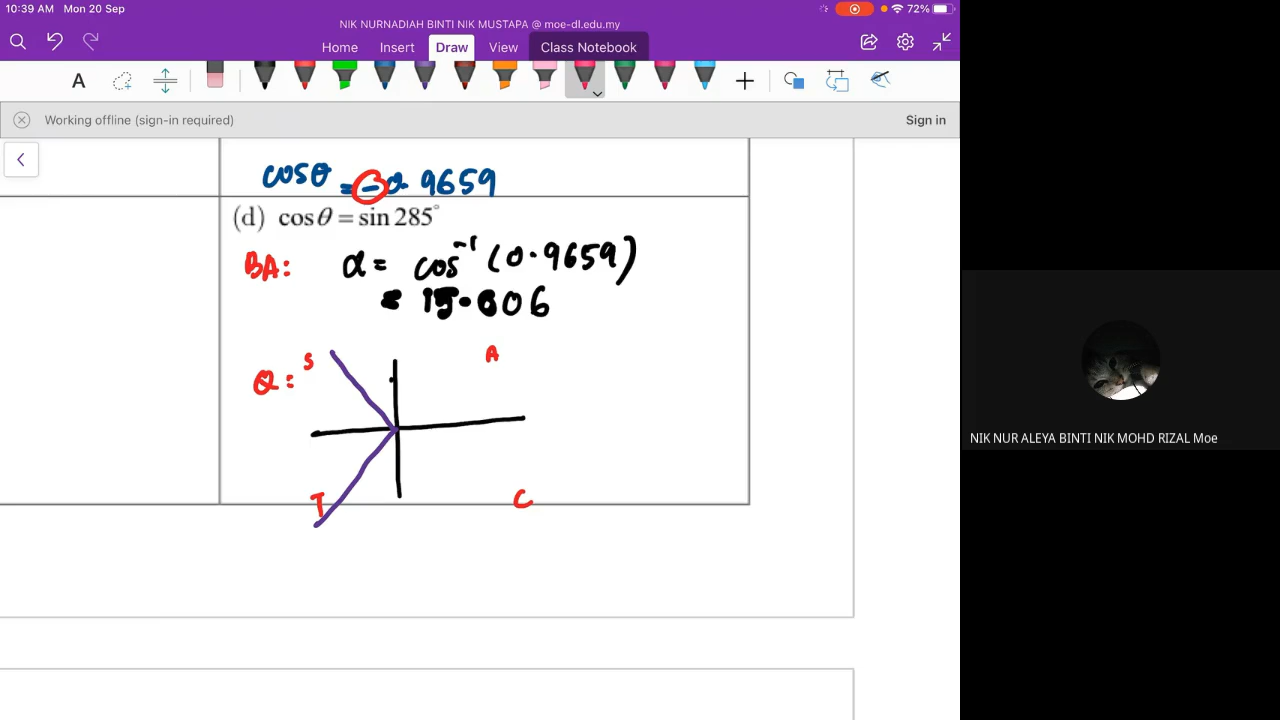 10:39 AM Mon 20 Sep
72%
NIK NURNADIAH BINTI NIK MUSTAPA @ moe-dl.edu.my
Home Insert Draw View Class Notebook
A
Working offline (sign-in required)
Sign in
cosθ = -0.9659
(d) cos θ = sin 285°
BA: α = cos⁻¹ (0.9659)
= 15.006
S A
θ =
T C
NIK NUR ALEYA BINTI NIK MOHD RIZAL Moe